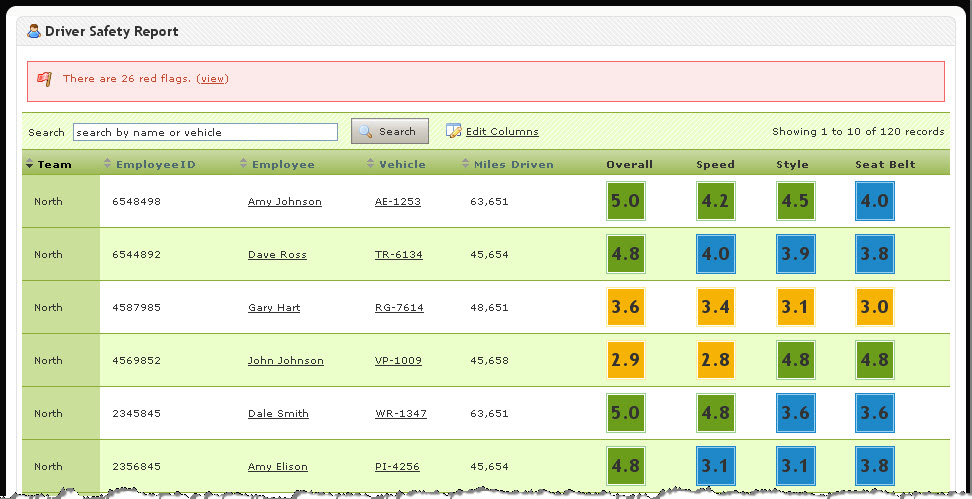 Driver Safety Report
There are 26 red flags. (view)
Search search by name or vehicle Search Edit Columns Showing 1 to 10 of 120 records
Team EmployeeID Employee Vehicle Miles Driven Overall Speed Style Seat Belt
North 6548498 Amy Johnson AE-1253 63,651 5.0 4.2 4.5 4.0
North 6544892 Dave Ross TR-6134 45,654 4.8 4.0 3.9 3.8
North 4587985 Gary Hart RG-7614 48,651 3.6 3.4 3.1 3.0
North 4569852 John Johnson VP-1009 45,658 2.9 2.8 4.8 4.8
North 2345845 Dale Smith WR-1347 63,651 5.0 4.8 3.6 3.6
North 2356845 Amy Elison PI-4256 45,654 4.8 3.1 3.1 3.8